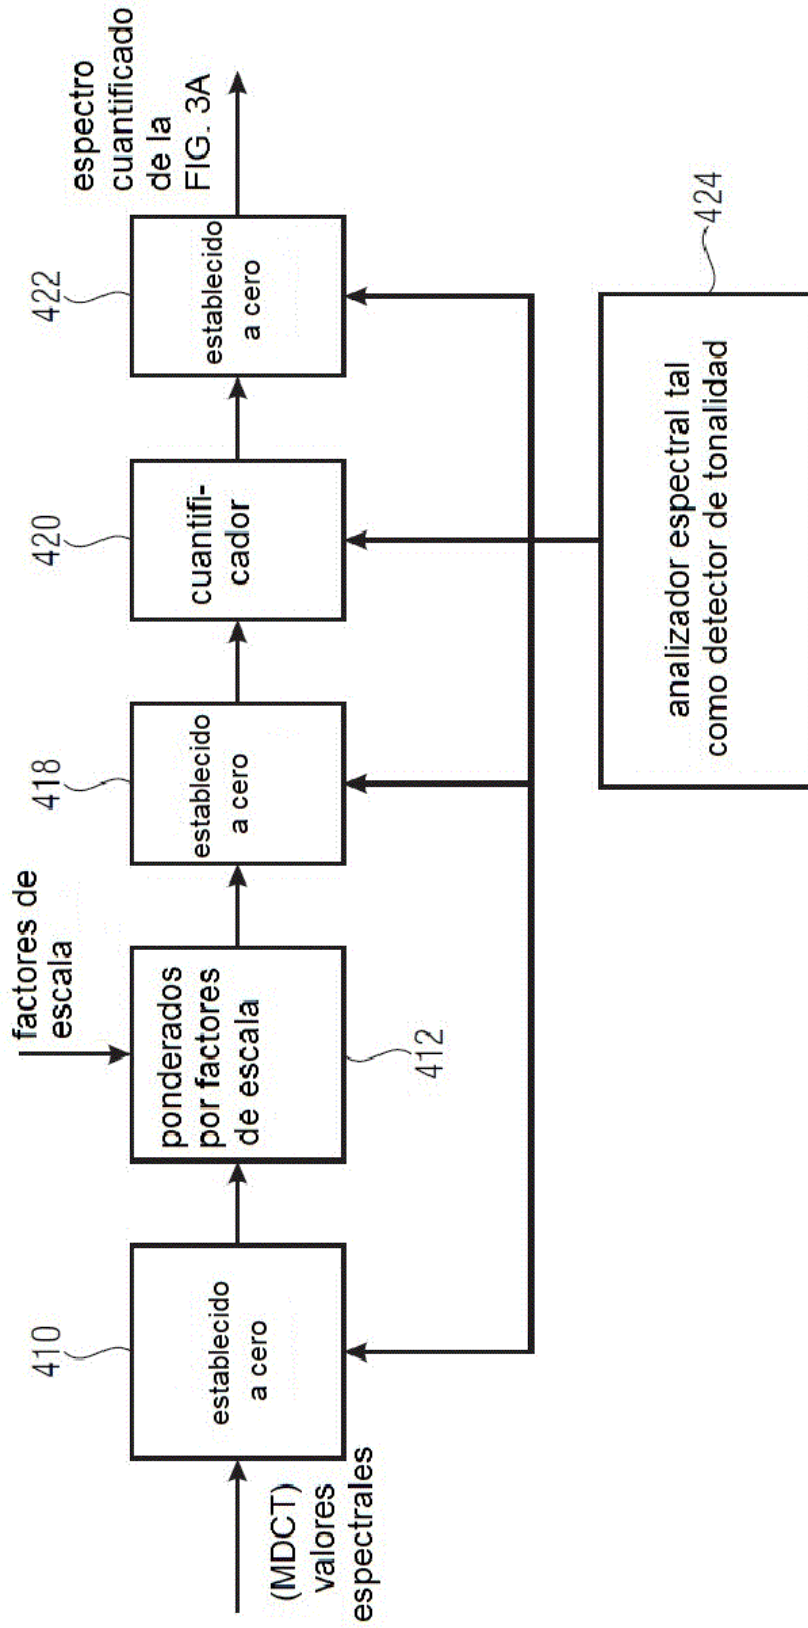 410
(MDCT)
valores
espectrales
establecido
a cero
factores de
escala
ponderados
por factores
de escala
412
418
establecido
a cero
420
cuantifi-
cador
422
establecido
a cero
espectro
cuantificado
de la
FIG. 3A
analizador espectral tal
como detector de tonalidad
424